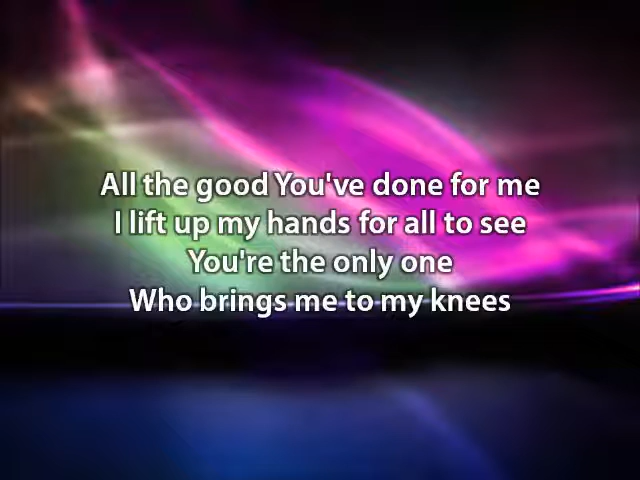 All the good You've done for me
I lift up my hands for all to see
You're the only one
Who brings me to my knees